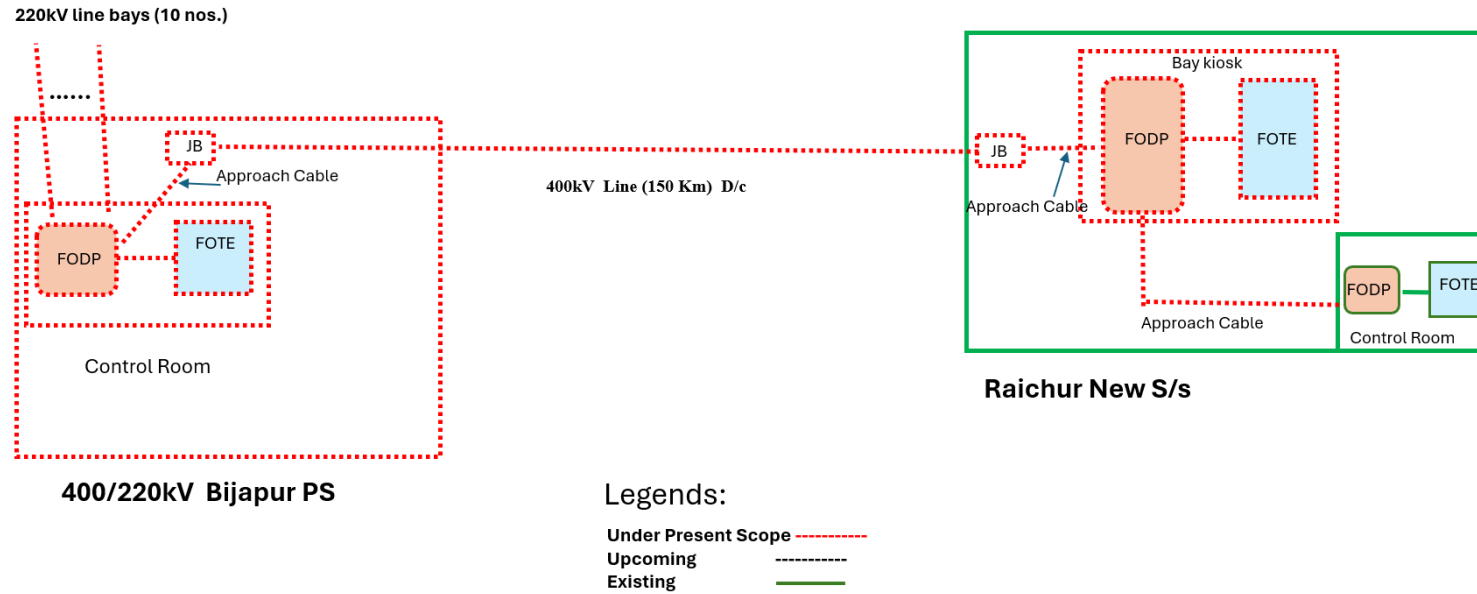 220kV line bays (10 nos.)
......
JB
Approach Cable
FODP
FOTE
Control Room
400/220kV Bijapur PS
400kV Line (150 Km) D/c
JB
Approach Cable
Bay kiosk
FODP
FOTE
Approach Cable
FODP
FOTE
Control Room
Raichur New S/s
Legends:
Under Present Scope -----------
Upcoming -----------
Existing